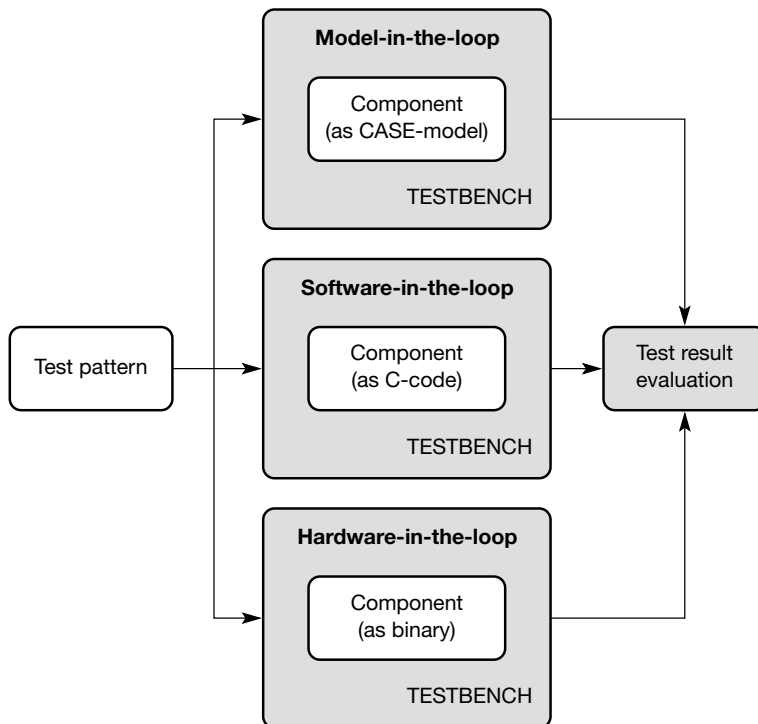 Model-in-the-loop
Component
(as CASE-model)
TESTBENCH
Software-in-the-loop
Test pattern
Component
(as C-code)
Test result
evaluation
TESTBENCH
Hardware-in-the-loop
Component
(as binary)
TESTBENCH